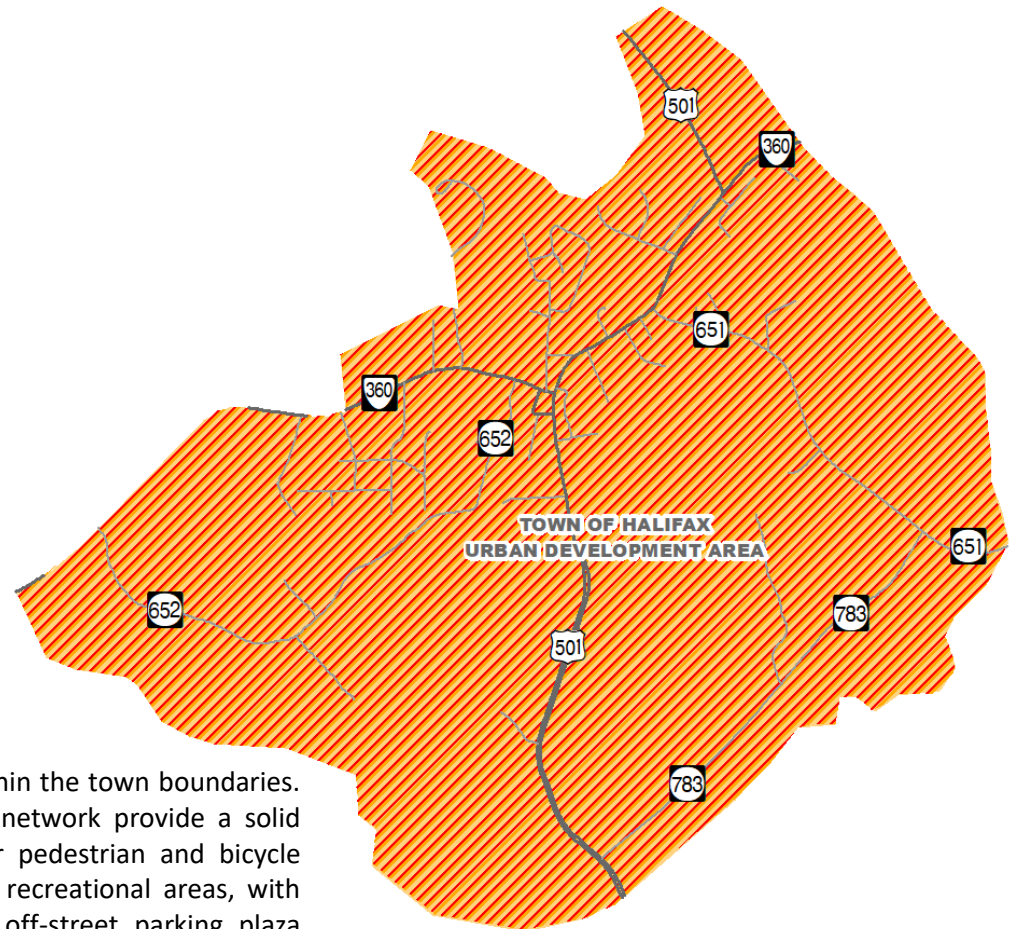 501
360
651
360
652
TOWN OF HALIFAX
URBAN DEVELOPMENT AREA
651
652
783
501
783
the town boundaries.
network provide a solid
pedestrian and bicycle
recreational areas, with
off-street parking plaza